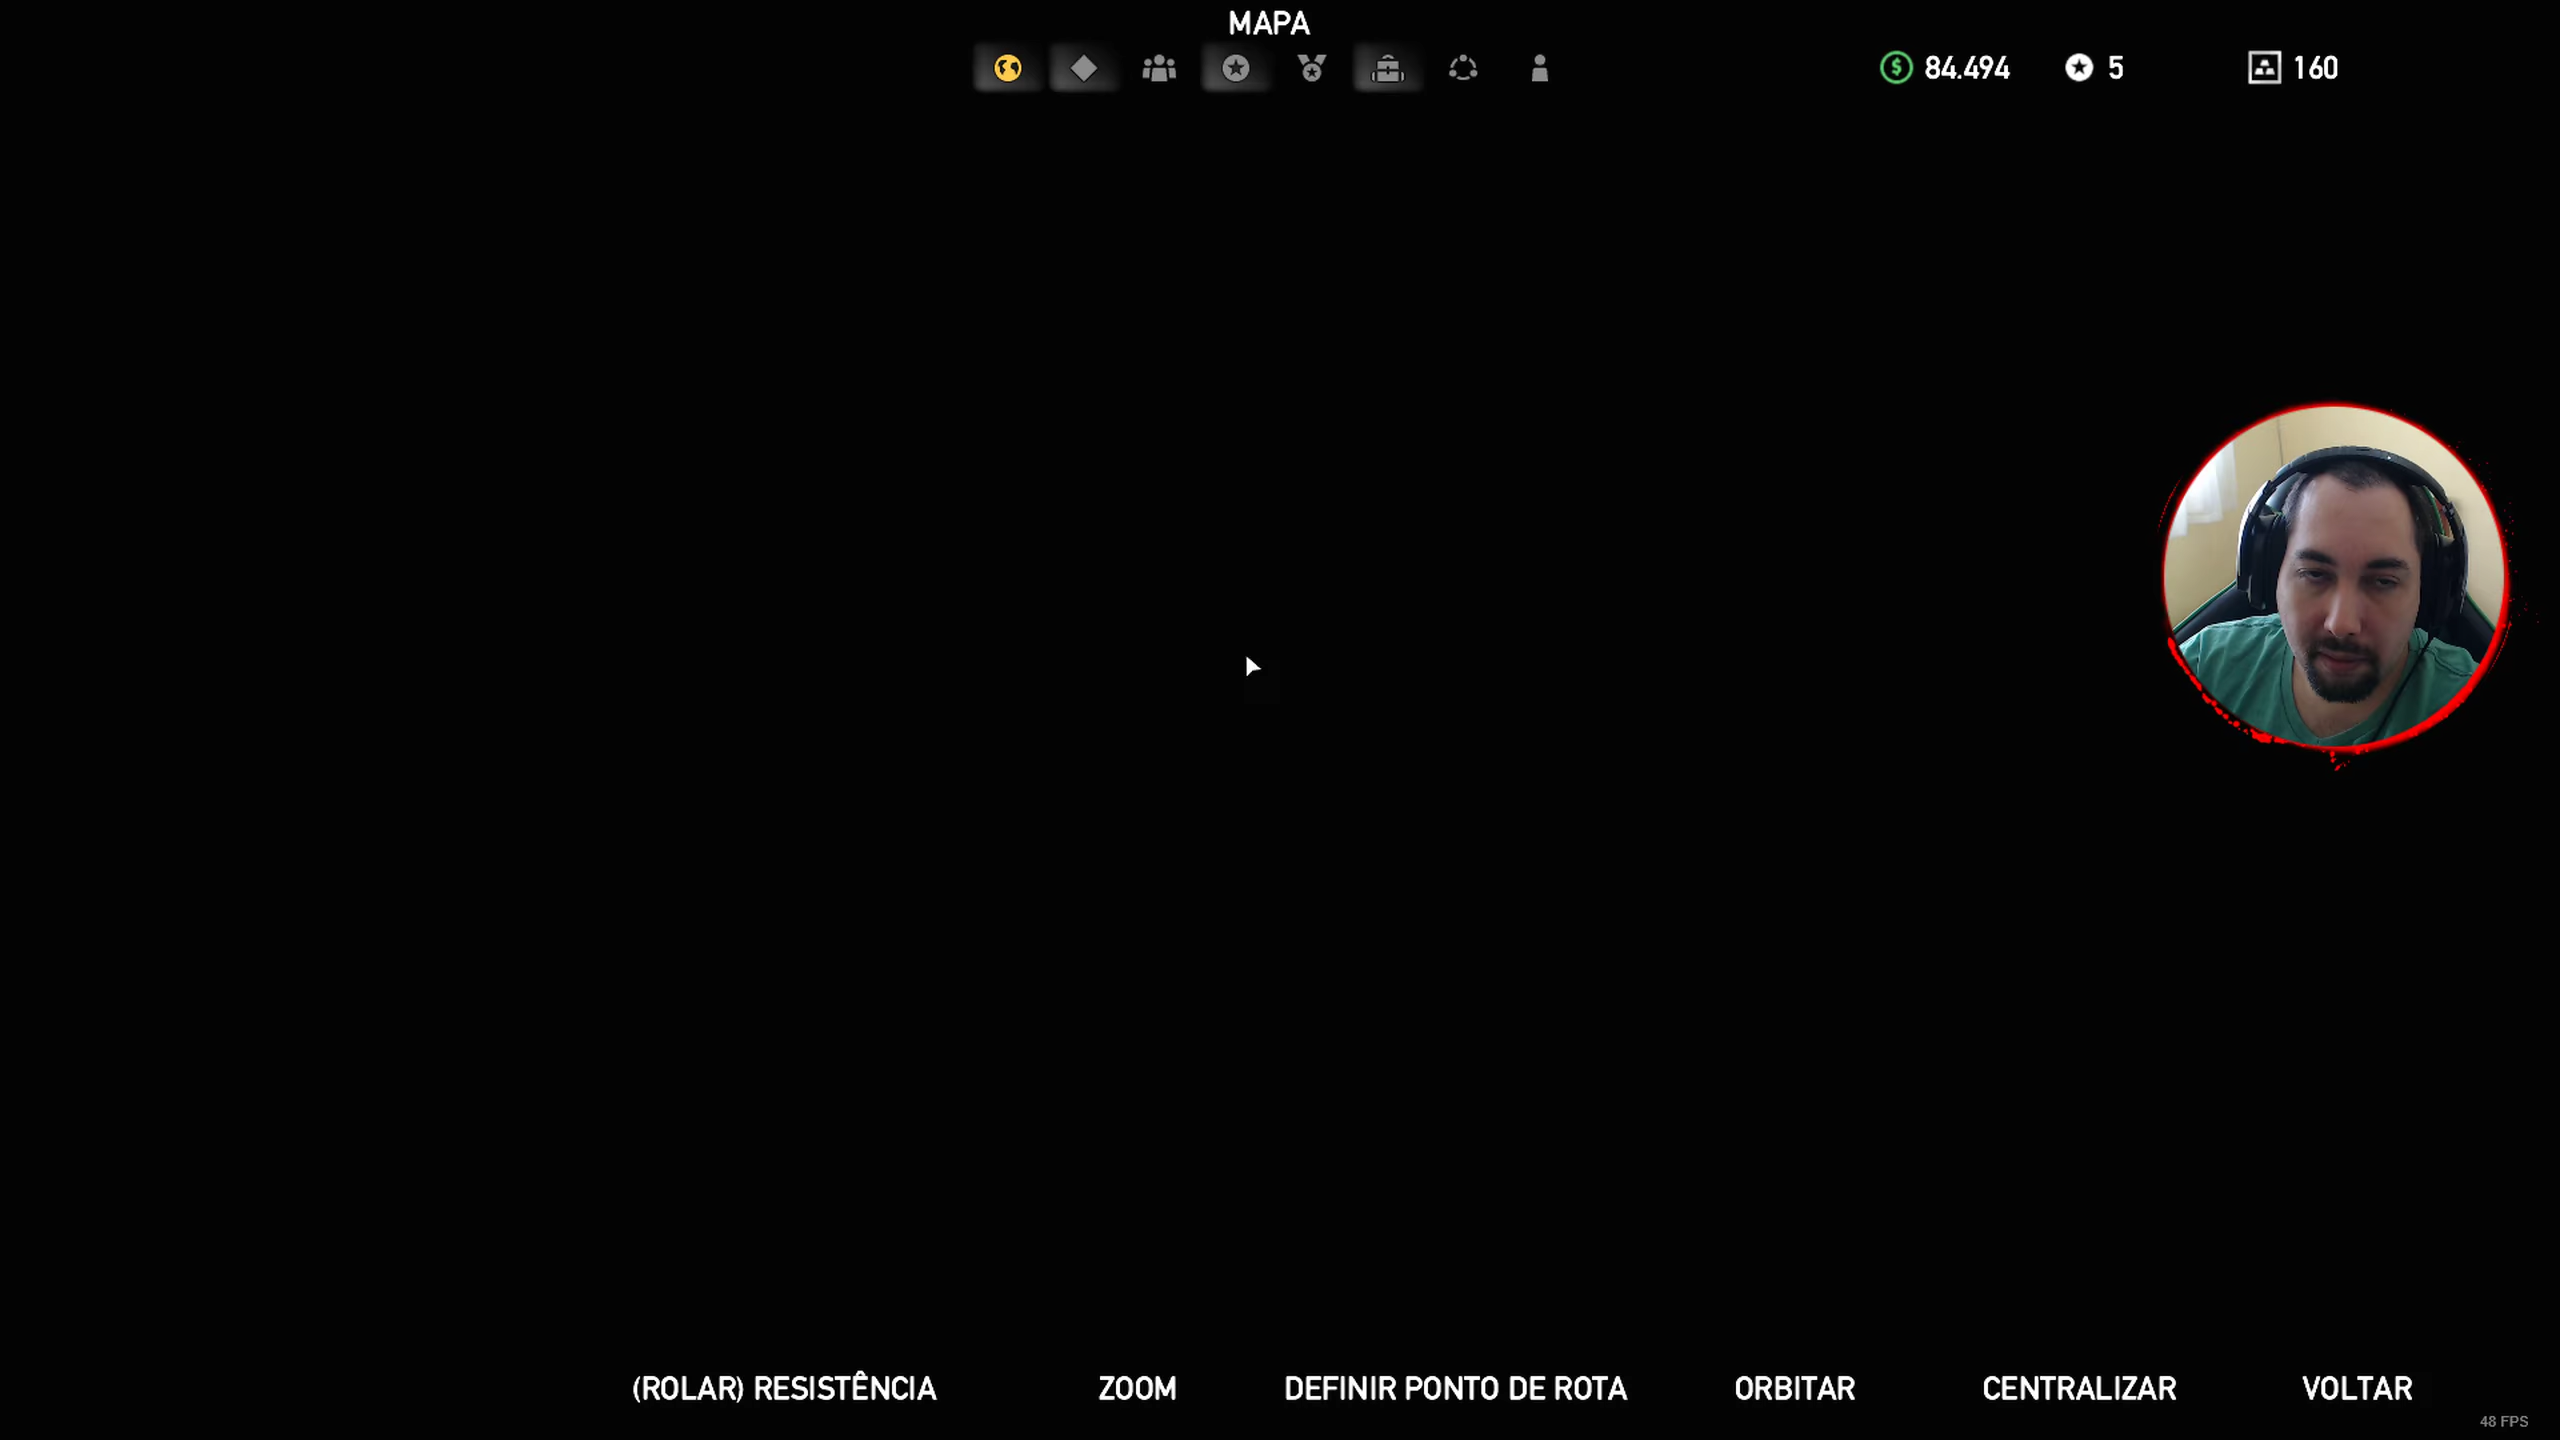 MAPA
84.494
5
160
(ROLAR) RESISTÊNCIA ZOOM DEFINIR PONTO DE ROTA ORBITAR CENTRALIZAR VOLTAR
48 FPS